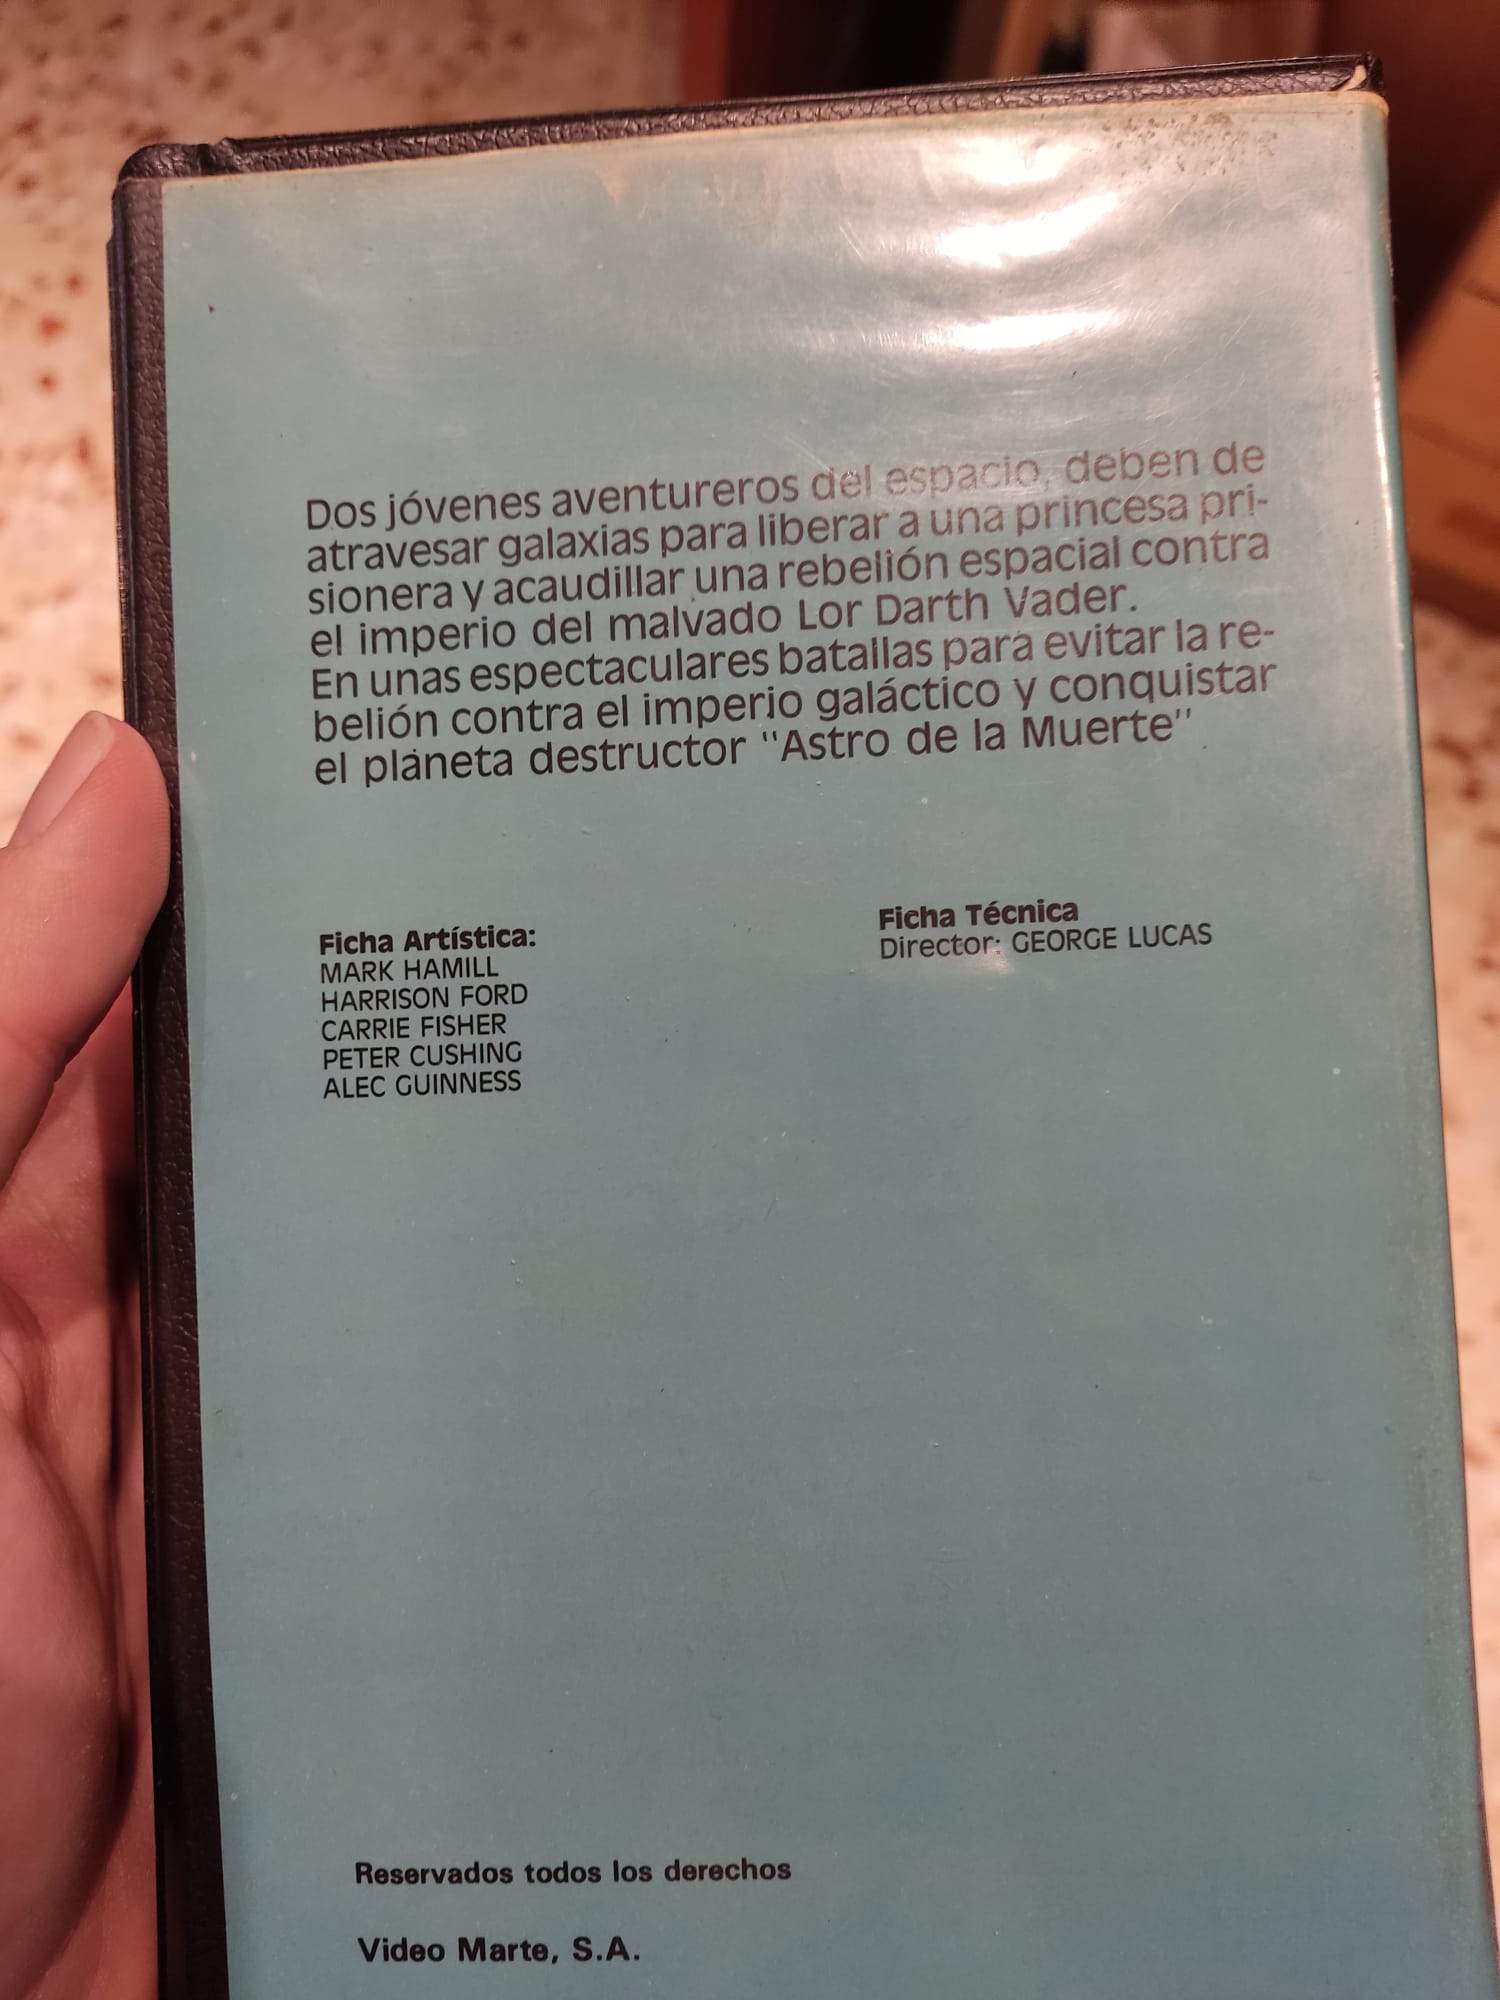 Dos jóvenes aventureros del espacio, deben de
atravesar galaxias para liberar a una princesa pri-
sionera y acaudillar una rebelión espacial contra
el imperio del malvado Lor Darth Vader.
En unas espectaculares batallas para evitar la re-
belión contra el imperio galáctico y conquistar
el planeta destructor "Astro de la Muerte"
Ficha Artística:
MARK HAMILL
HARRISON FORD
CARRIE FISHER
PETER CUSHING
ALEC GUINNESS
Ficha Técnica
Director: GEORGE LUCAS
Reservados todos los derechos
Video Marte, S.A.